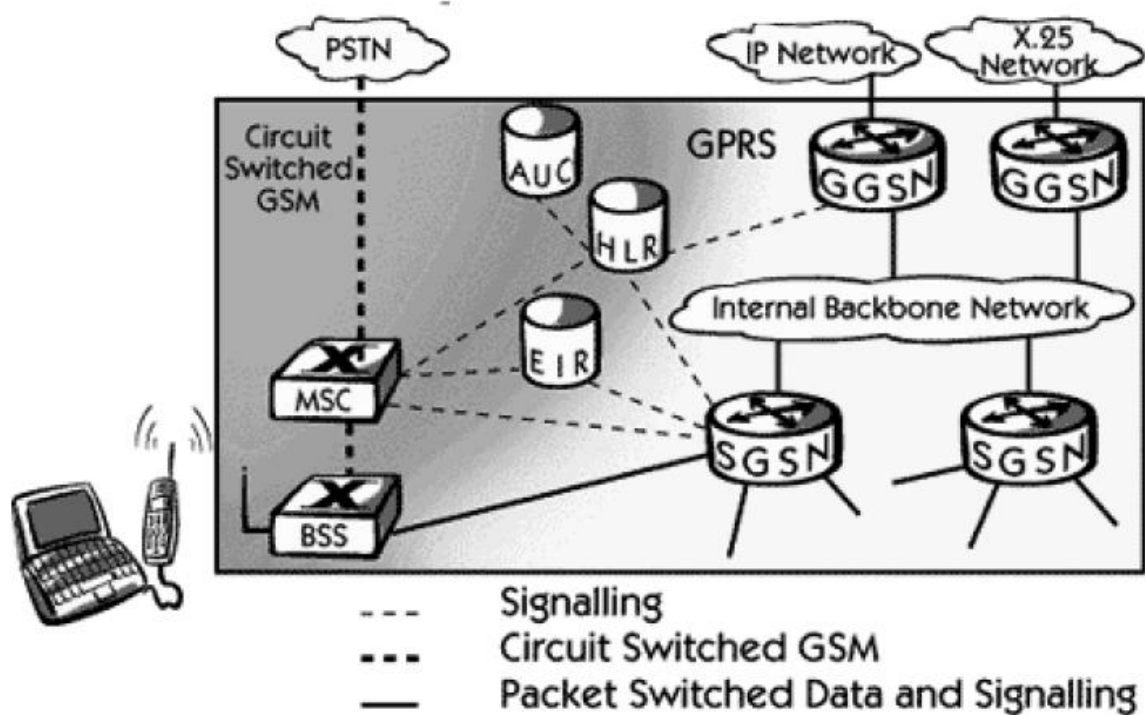 PSTN
IP Network
X.25
Network
Circuit
Switched
GSM
AUC
GPRS
GGSN
GGSN
HLR
Internal Backbone Network
EIR
MSC
SGSN
SGSN
BSS
Signalling
Circuit Switched GSM
Packet Switched Data and Signalling